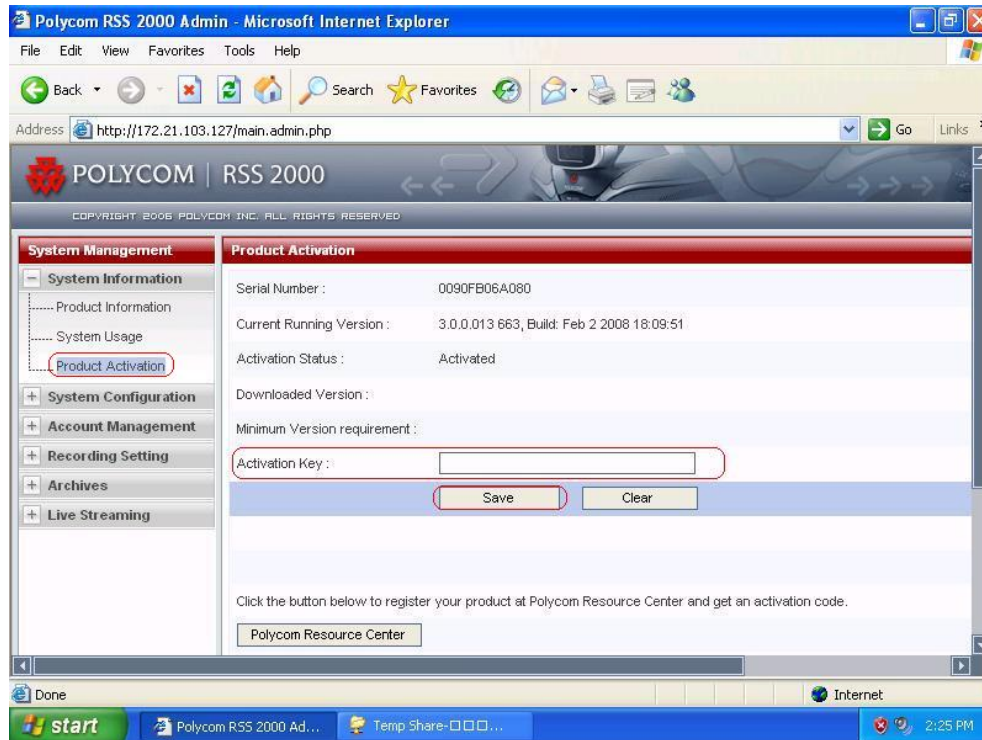 Polycom RSS 2000 Admin - Microsoft Internet Explorer
File Edit View Favorites Tools Help
Back Search Favorites
Address http://172.21.103.127/main.admin.php Go Links
POLYCOM | RSS 2000
COPYRIGHT 2006 POLYCOM INC. ALL RIGHTS RESERVED
System Management
System Information
Product Information
System Usage
Product Activation
System Configuration
Account Management
Recording Setting
Archives
Live Streaming
Product Activation
Serial Number : 0090FB06A080
Current Running Version : 3.0.0.013 663, Build: Feb 2 2008 18:09:51
Activation Status : Activated
Downloaded Version :
Minimum Version requirement :
Activation Key :
Save Clear
Click the button below to register your product at Polycom Resource Center and get an activation code.
Polycom Resource Center
Done Internet
start Polycom RSS 2000 Ad... Temp Share-□□□... 2:25 PM